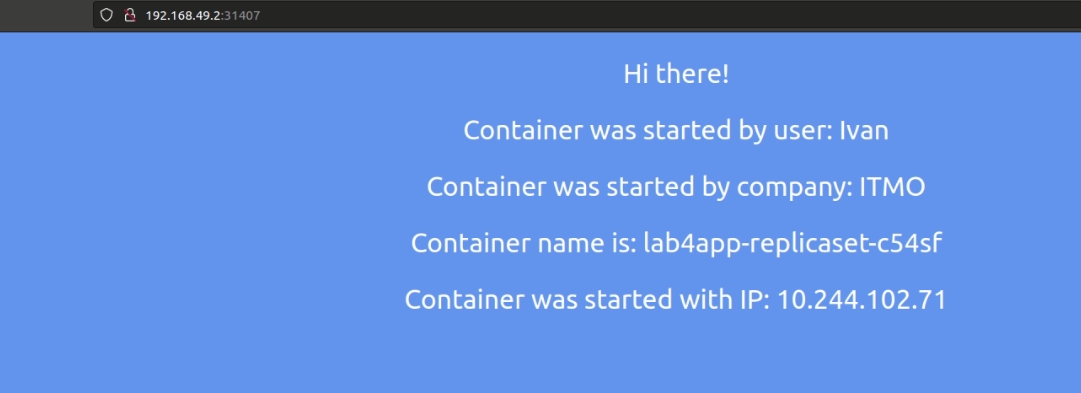 192.168.49.2:31407
Hi there!
Container was started by user: Ivan
Container was started by company: ITMO
Container name is: lab4app-replicaset-c54sf
Container was started with IP: 10.244.102.71